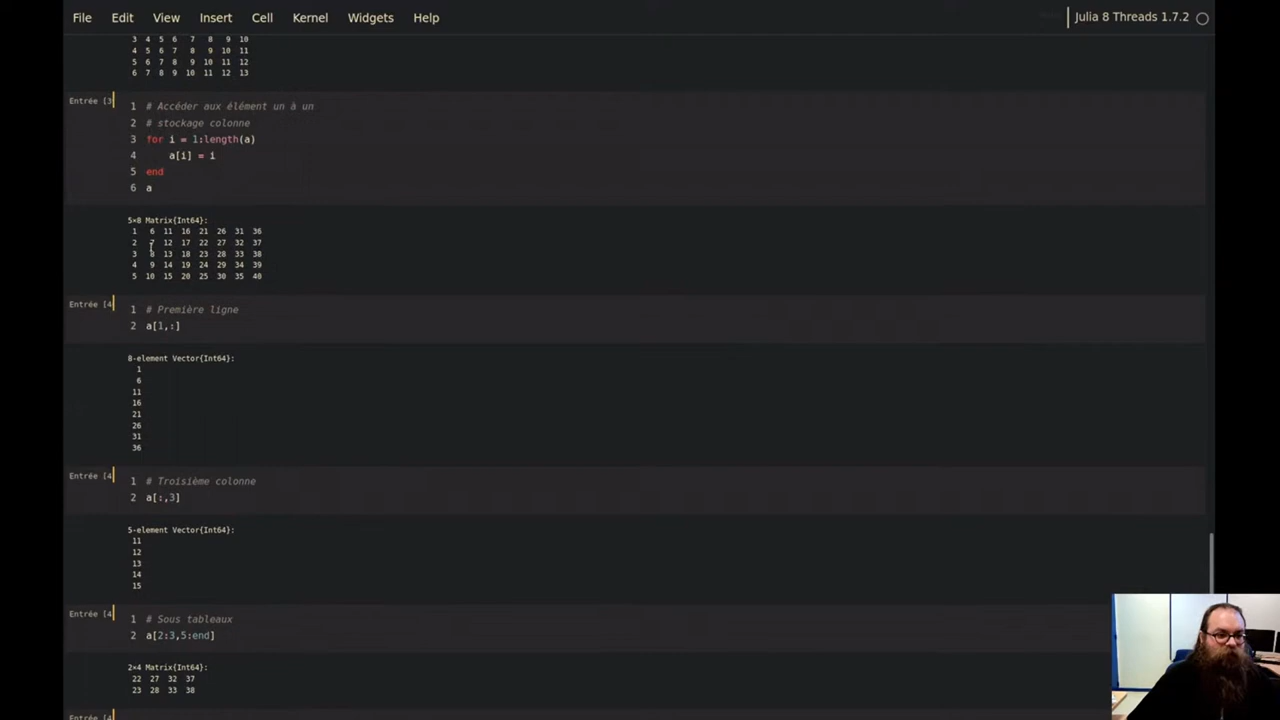 File Edit View Insert Cell Kernel Widgets Help
Julia 8 Threads 1.7.2
3 4 5 6 7 8 9 10
4 5 6 7 8 9 10 11
5 6 7 8 9 10 11 12
6 7 8 9 10 11 12 13
Entrée [3
1 # Accéder aux élément un à un
2 # stockage colonne
3 for i = 1:length(a)
4 a[i] = i
5 end
6 a
5×8 Matrix{Int64}:
1 6 11 16 21 26 31 36
2 7 12 17 22 27 32 37
3 8 13 18 23 28 33 38
4 9 14 19 24 29 34 39
5 10 15 20 25 30 35 40
Entrée [4
1 # Première ligne
2 a[1,:]
8-element Vector{Int64}:
1
6
11
16
21
26
31
36
Entrée [4
1 # Troisième colonne
2 a[:,3]
5-element Vector{Int64}:
11
12
13
14
15
Entrée [4
1 # Sous tableaux
2 a[2:3,5:end]
2×4 Matrix{Int64}:
22 27 32 37
23 28 33 38